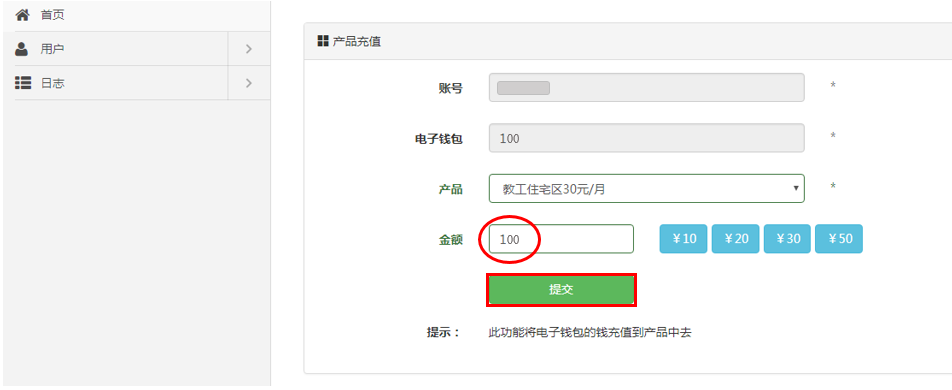 首页
用户
日志
产品充值
账号 *
电子钱包 100 *
产品 教工住宅区30元/月 *
金额 100 ￥10 ￥20 ￥30 ￥50
提交
提示： 此功能将电子钱包的钱充值到产品中去